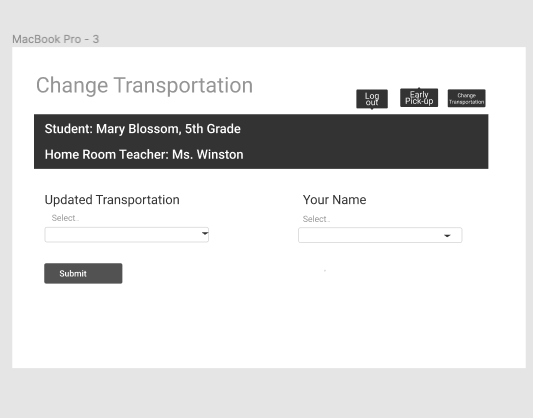 MacBook Pro - 3
Change Transportation
Log
out
Early
Pick-up
Change
Transportation
Student: Mary Blossom, 5th Grade
Home Room Teacher: Ms. Winston
Updated Transportation
Select..
Your Name
Select..
Submit